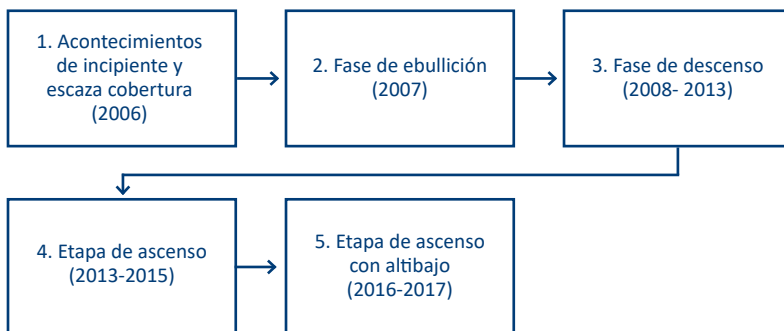 1. Acontecimientos
de incipiente y
escaza cobertura
(2006)
2. Fase de ebullición
(2007)
3. Fase de descenso
(2008- 2013)
4. Etapa de ascenso
(2013-2015)
5. Etapa de ascenso
con altibajo
(2016-2017)